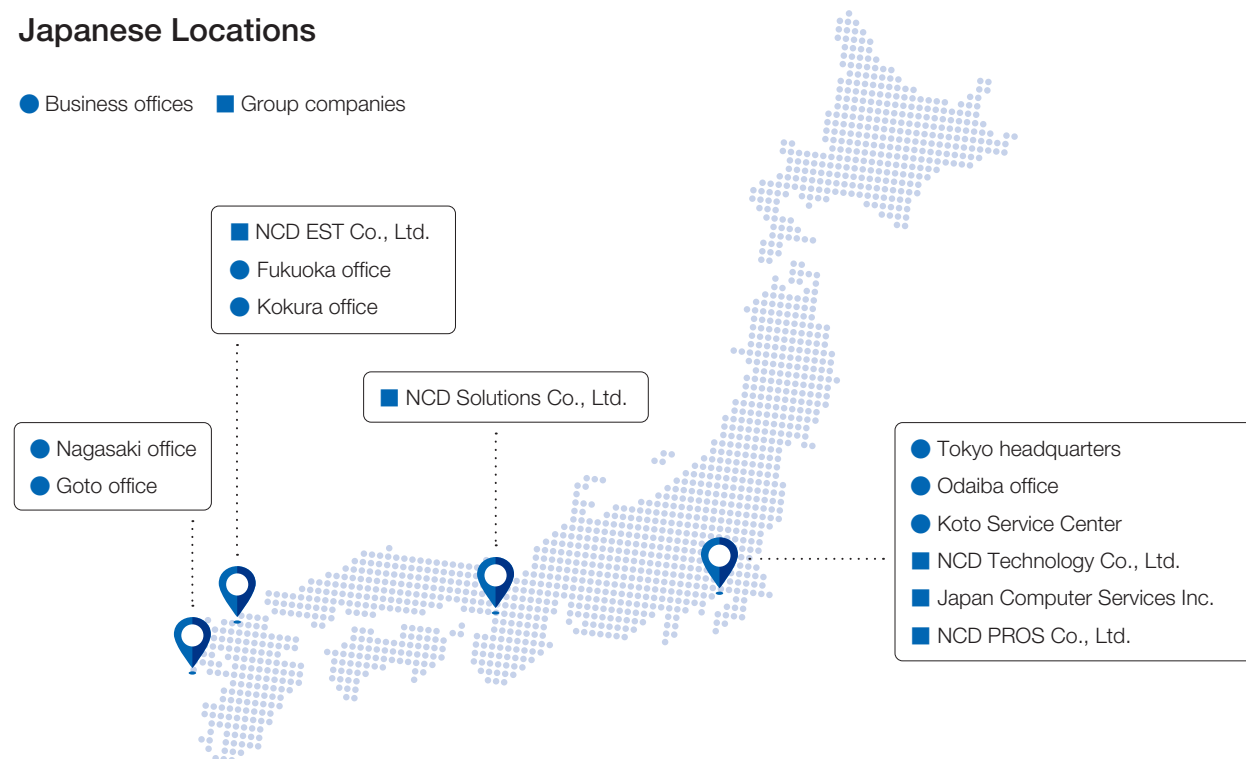 Japanese Locations
Business offices
Group companies
NCD EST Co., Ltd.
Fukuoka office
Kokura office
NCD Solutions Co., Ltd.
Nagasaki office
Goto office
Tokyo headquarters
Odaiba office
Koto Service Center
NCD Technology Co., Ltd.
Japan Computer Services Inc.
NCD PROS Co., Ltd.